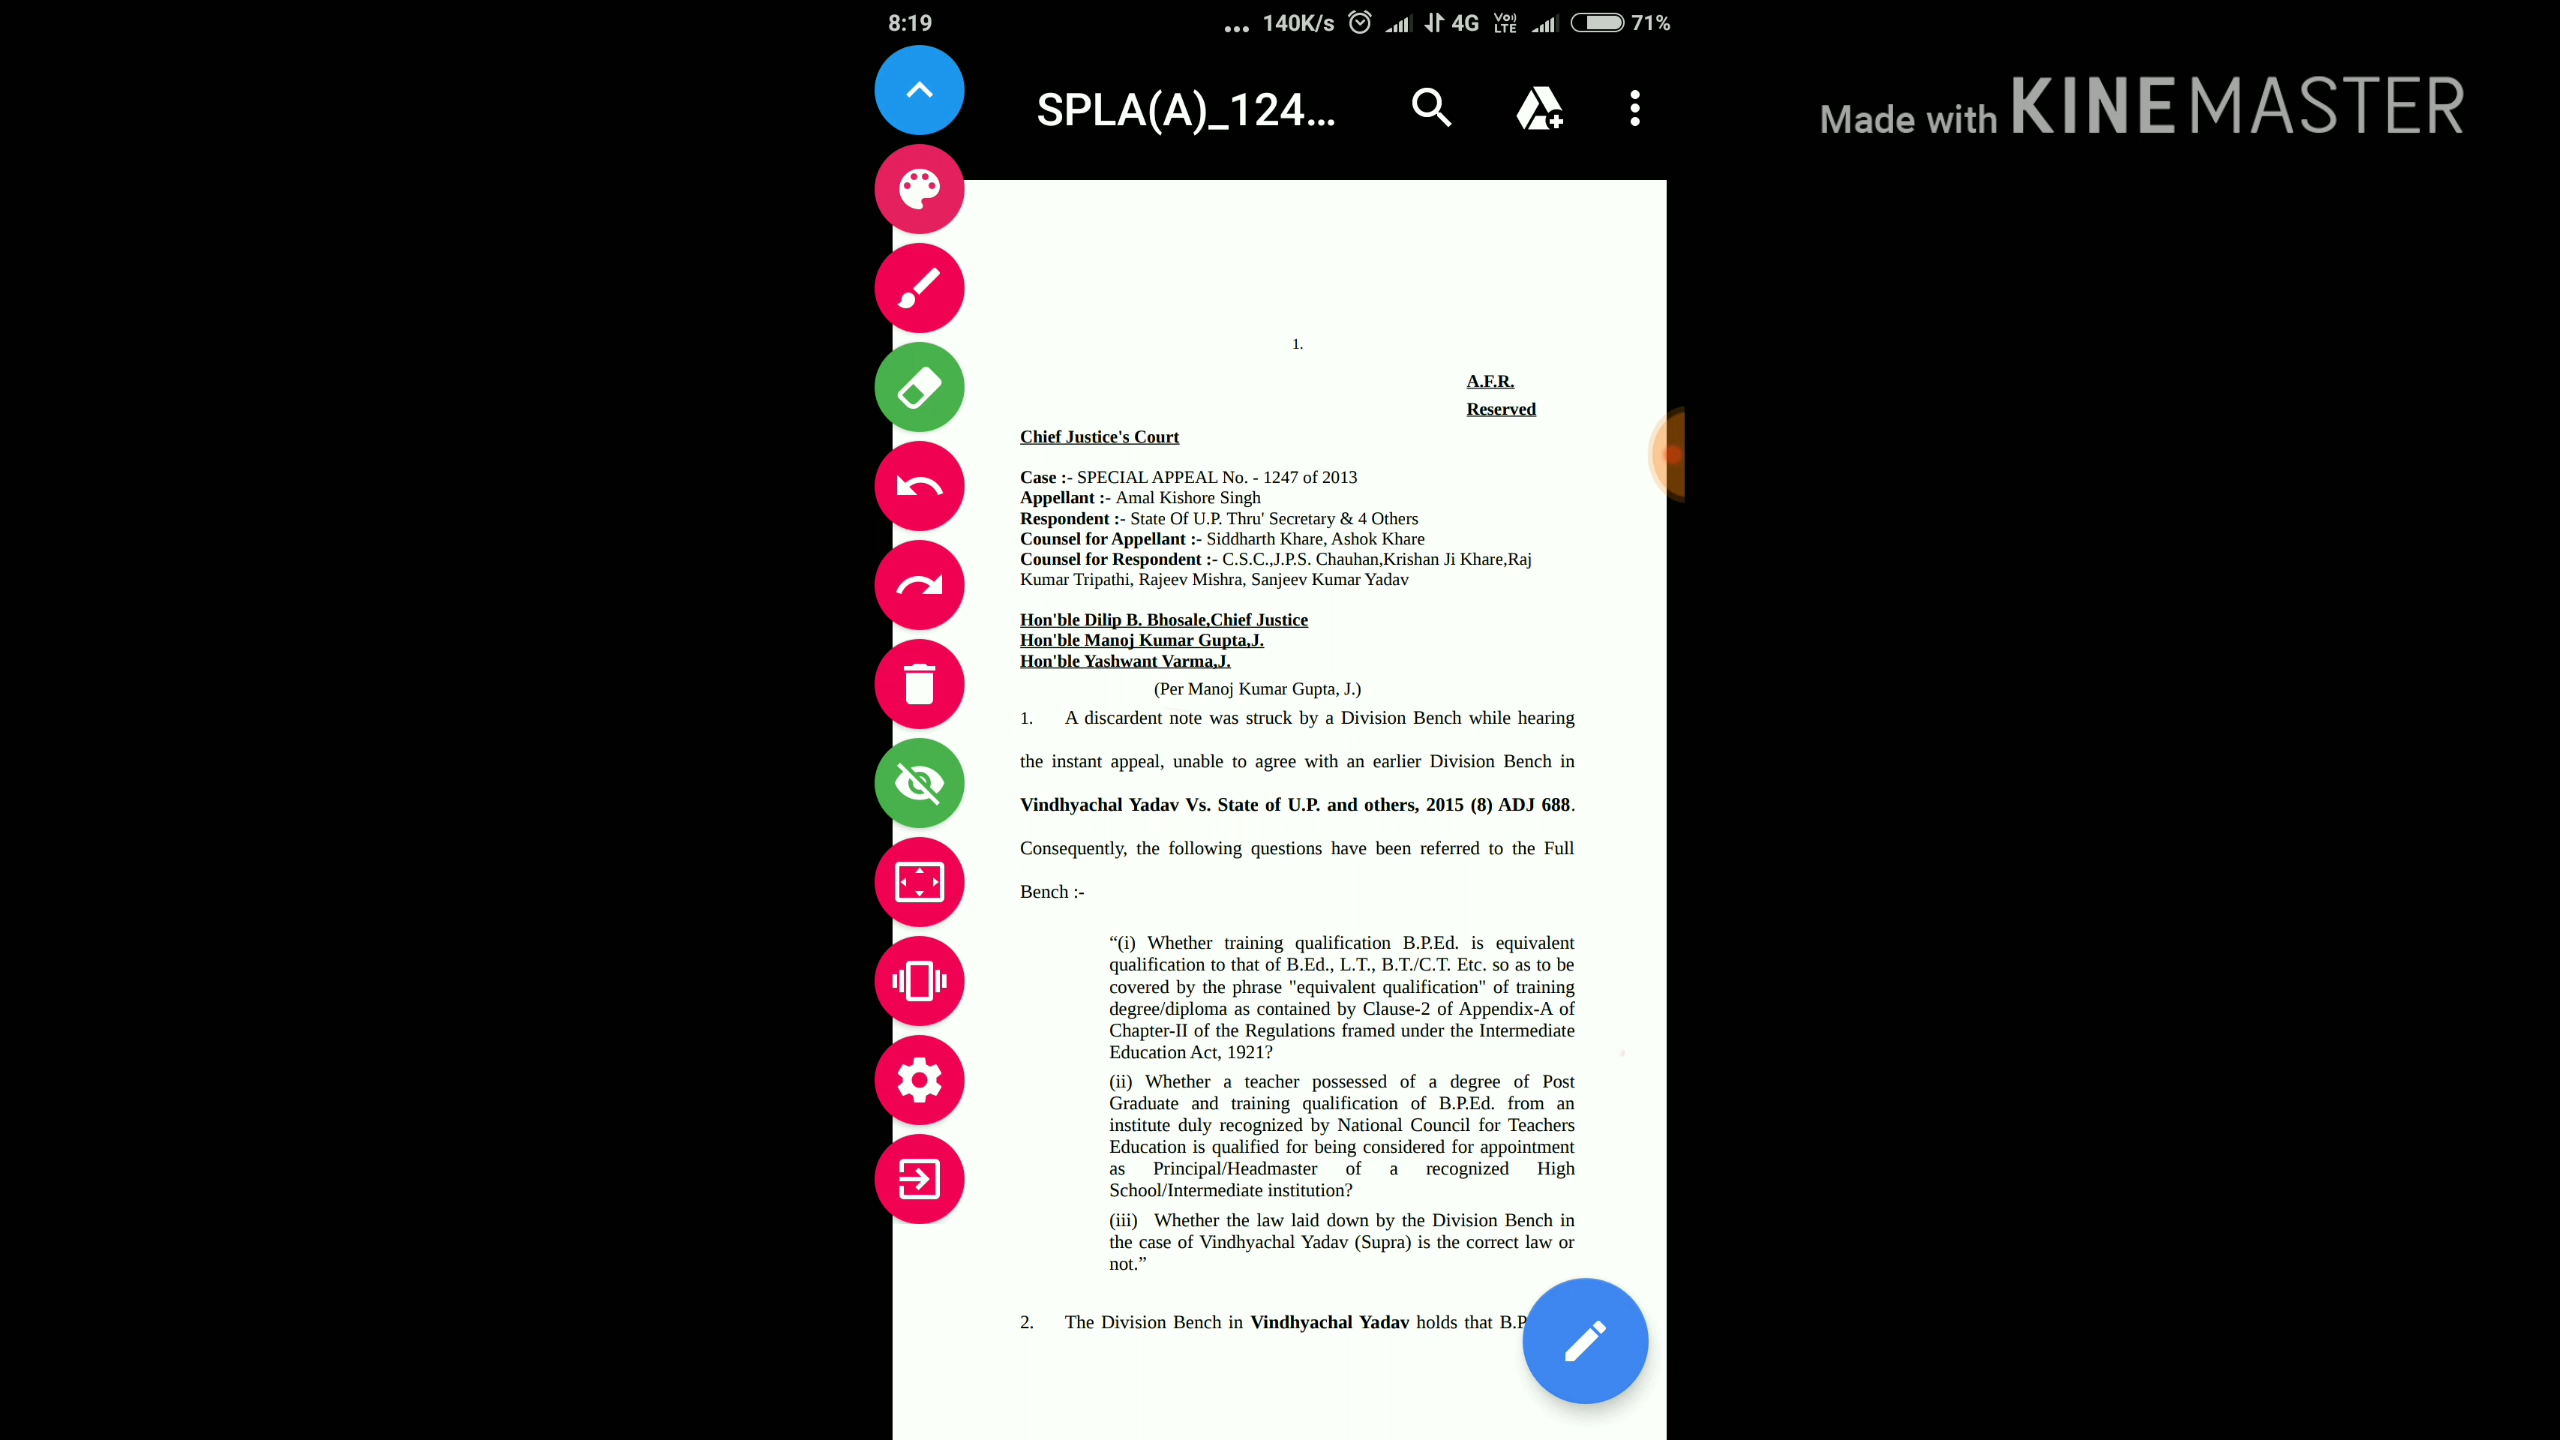 8:19
... 140K/s 4G Vo) LTE 71%
SPLA(A)_124...
Made with KINEMASTER
1.
A.F.R.
Reserved
Chief Justice's Court
Case :- SPECIAL APPEAL No. - 1247 of 2013
Appellant :- Amal Kishore Singh
Respondent :- State Of U.P. Thru' Secretary & 4 Others
Counsel for Appellant :- Siddharth Khare, Ashok Khare
Counsel for Respondent :- C.S.C.,J.P.S. Chauhan,Krishan Ji Khare,Raj
Kumar Tripathi, Rajeev Mishra, Sanjeev Kumar Yadav
Hon'ble Dilip B. Bhosale,Chief Justice
Hon'ble Manoj Kumar Gupta,J.
Hon'ble Yashwant Varma,J.
(Per Manoj Kumar Gupta, J.)
1. A discardent note was struck by a Division Bench while hearing
the instant appeal, unable to agree with an earlier Division Bench in
Vindhyachal Yadav Vs. State of U.P. and others, 2015 (8) ADJ 688.
Consequently, the following questions have been referred to the Full
Bench :-
“(i) Whether training qualification B.P.Ed. is equivalent
qualification to that of B.Ed., L.T., B.T./C.T. Etc. so as to be
covered by the phrase "equivalent qualification" of training
degree/diploma as contained by Clause-2 of Appendix-A of
Chapter-II of the Regulations framed under the Intermediate
Education Act, 1921?
(ii) Whether a teacher possessed of a degree of Post
Graduate and training qualification of B.P.Ed. from an
institute duly recognized by National Council for Teachers
Education is qualified for being considered for appointment
as Principal/Headmaster of a recognized High
School/Intermediate institution?
(iii) Whether the law laid down by the Division Bench in
the case of Vindhyachal Yadav (Supra) is the correct law or
not.”
2. The Division Bench in Vindhyachal Yadav holds that B.P